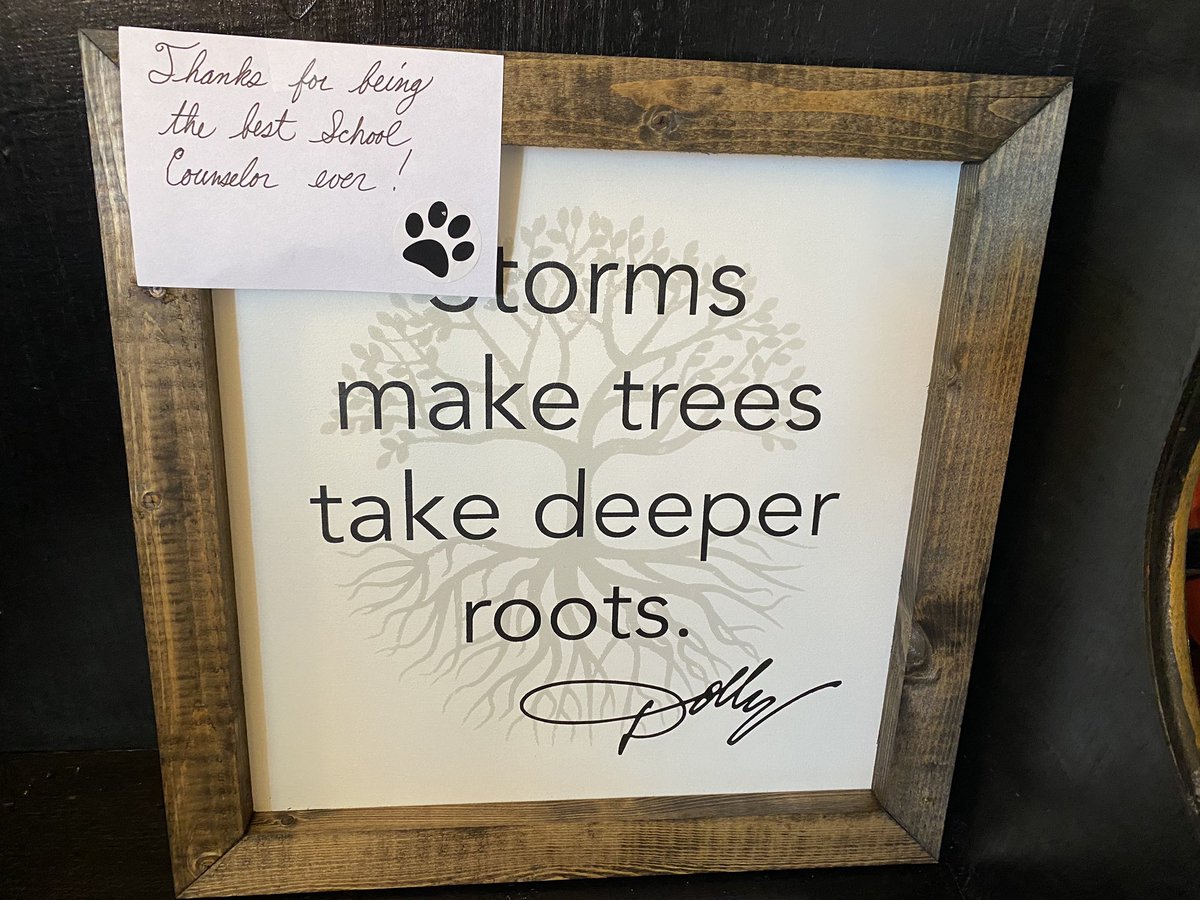 Thanks for being
the best School
Counselor ever!
Storms
make trees
take deeper
roots.
Dolly